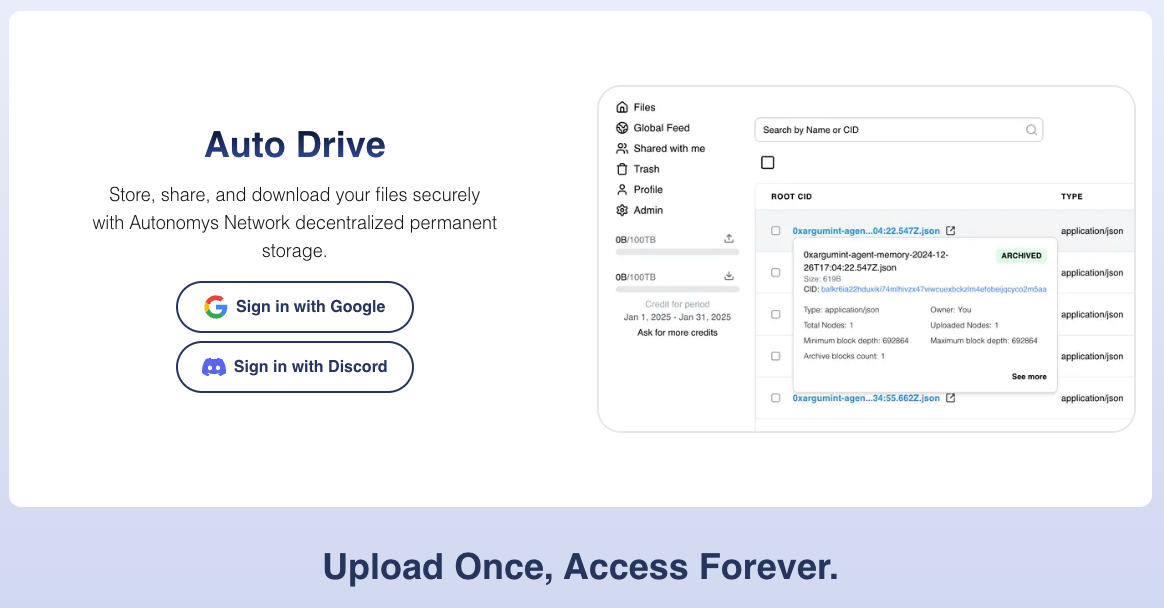 Auto Drive
Store, share, and download your files securely
with Autonomys Network decentralized permanent
storage.
Sign in with Google
Sign in with Discord
Files
Global Feed
Shared with me
Trash
Profile
Admin
0B/100TB
0B/100TB
Credit for period
Jan 1, 2025 - Jan 31, 2025
Ask for more credits
Search by Name or CID
ROOT CID TYPE
0xargumint-agen...04:22.547Z.json application/json
0xargumint-agent-memory-2024-12-
26T17:04:22.547Z.json
ARCHIVED
Size: 619B
CID:
Type: application/json Owner: You
Total Nodes: 1 Uploaded Nodes: 1
Minimum block depth: 692864 Maximum block depth: 692864
Archive blocks count: 1
See more
application/json
application/json
application/json
0xargumint-agen...34:55.662Z.json application/json
Upload Once, Access Forever.